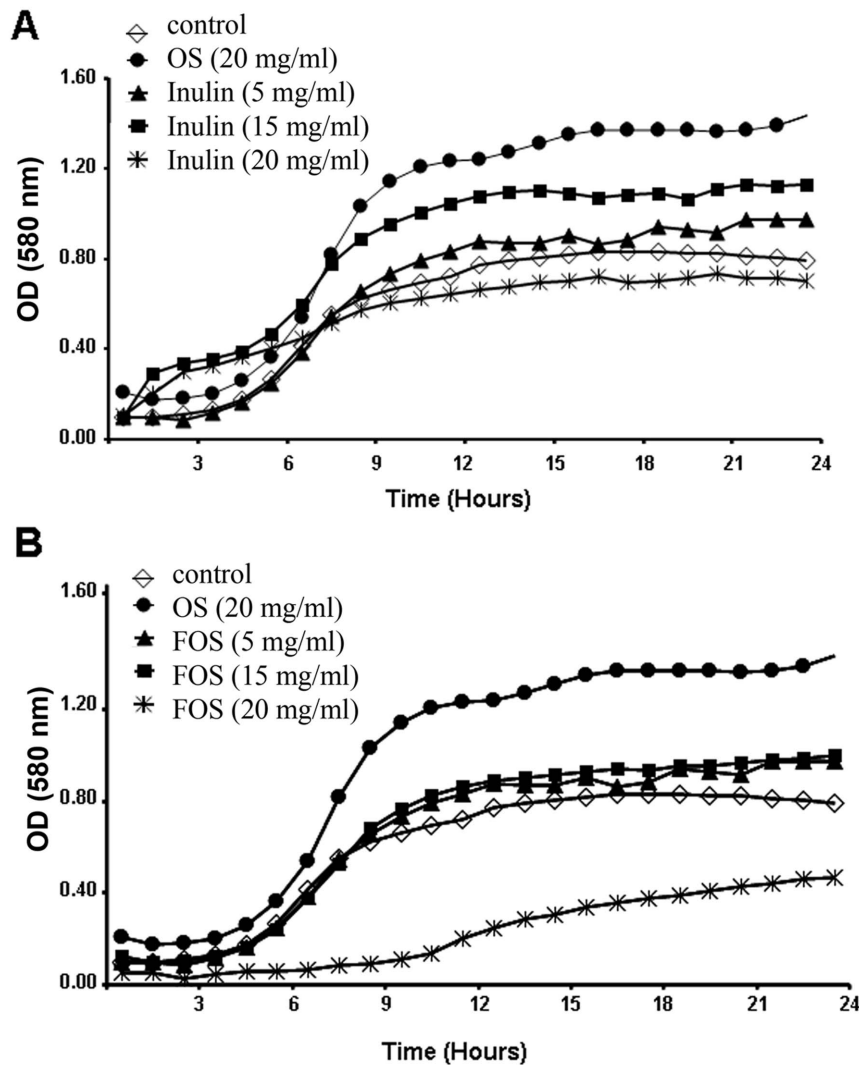 A
control
OS (20 mg/ml)
Inulin (5 mg/ml)
Inulin (15 mg/ml)
Inulin (20 mg/ml)
1.60
1.20
0.80
0.40
0.00
OD (580 nm)
3 6 9 12 15 18 21 24
Time (Hours)
B
control
OS (20 mg/ml)
FOS (5 mg/ml)
FOS (15 mg/ml)
FOS (20 mg/ml)
1.60
1.20
0.80
0.40
0.00
OD (580 nm)
3 6 9 12 15 18 21 24
Time (Hours)